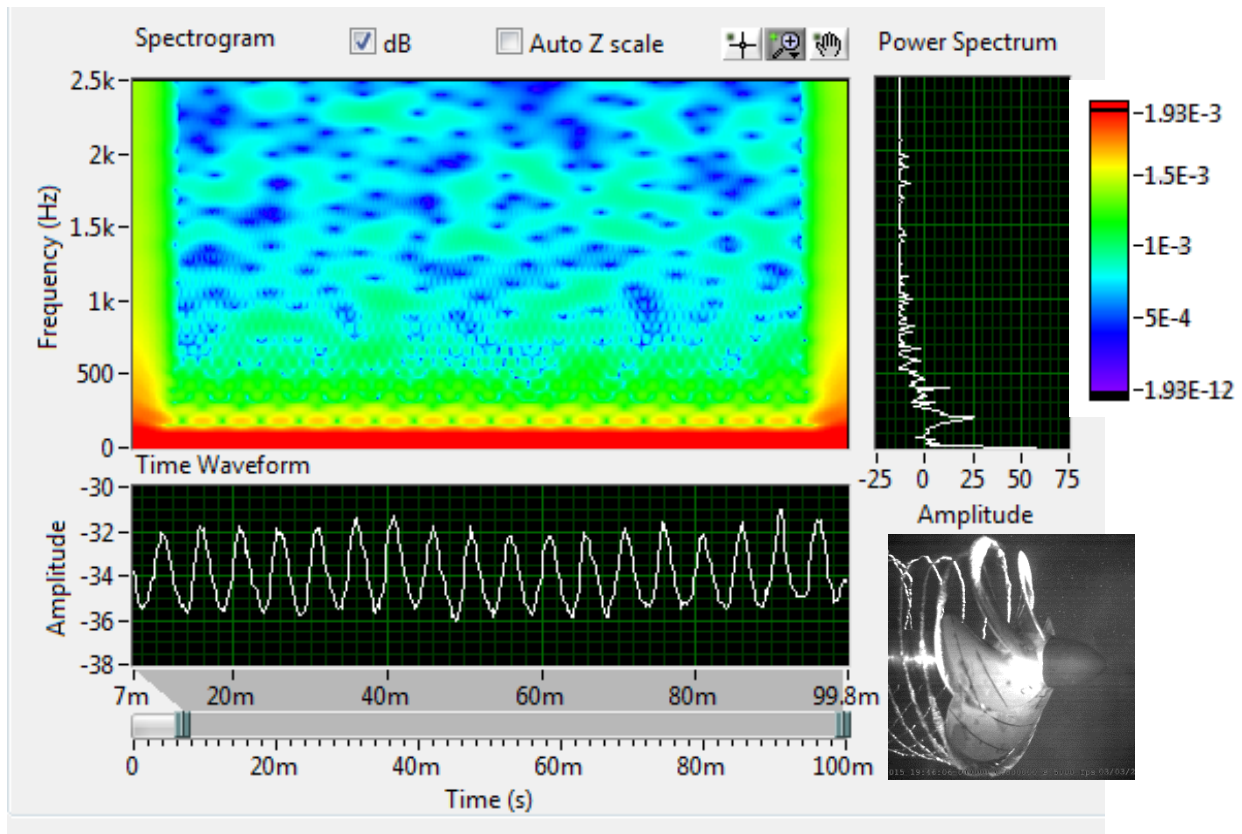 Spectrogram
dB
Auto Z scale
Power Spectrum
2.5k
2k
1.5k
1k
500
0
Frequency (Hz)
-1.93E-3
-1.5E-3
-1E-3
-5E-4
-1.93E-12
-25 0 25 50 75
Amplitude
Time Waveform
-30
-32
-34
-36
-38
Amplitude
7m 20m 40m 60m 80m 99.8m
0 20m 40m 60m 80m 100m
Time (s)